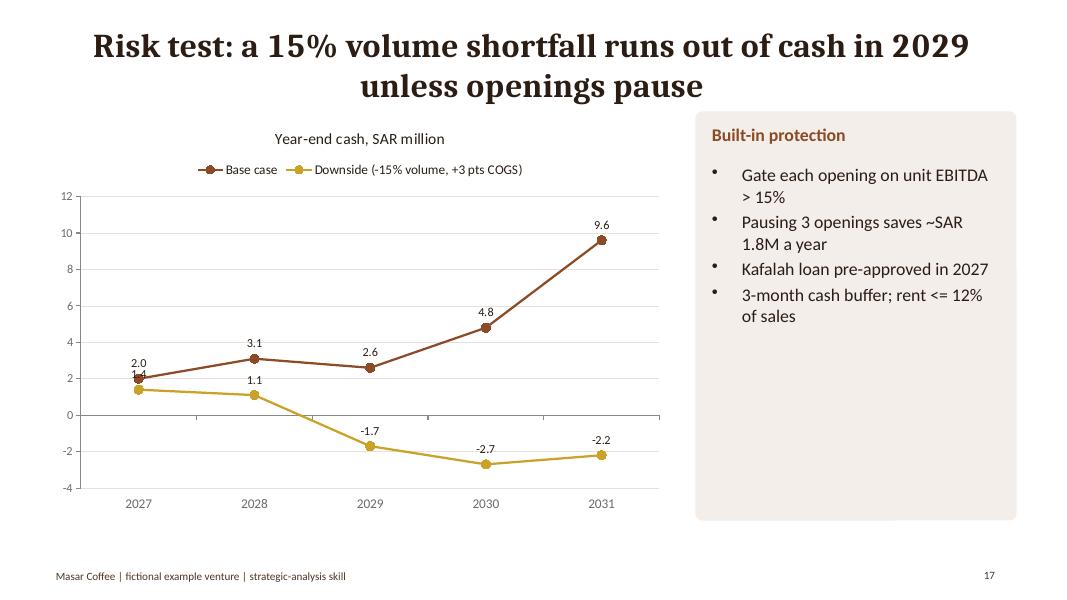 Risk test: a 15% volume shortfall runs out of cash in 2029
unless openings pause
Year-end cash, SAR million
Base case
Downside (-15% volume, +3 pts COGS)
12
10
8
6
4
2
0
-2
-4
2.0
3.1
2.6
4.8
9.6
1.4
1.1
-1.7
-2.7
-2.2
2027
2028
2029
2030
2031
Built-in protection
• Gate each opening on unit EBITDA
> 15%
• Pausing 3 openings saves ~SAR
1.8M a year
• Kafalah loan pre-approved in 2027
• 3-month cash buffer; rent <= 12%
of sales
Masar Coffee | fictional example venture | strategic-analysis skill
17